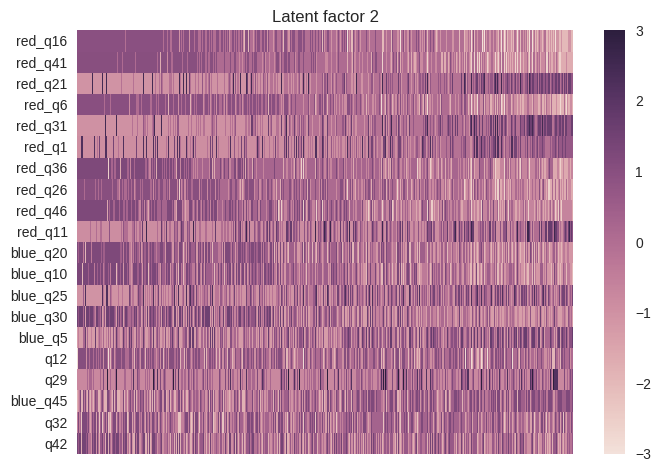 Latent factor 2
red_q16
red_q41
red_q21
red_q6
red_q31
red_q1
red_q36
red_q26
red_q46
red_q11
blue_q20
blue_q10
blue_q25
blue_q30
blue_q5
q12
q29
blue_q45
q32
q42
3
2
1
0
−1
−2
−3